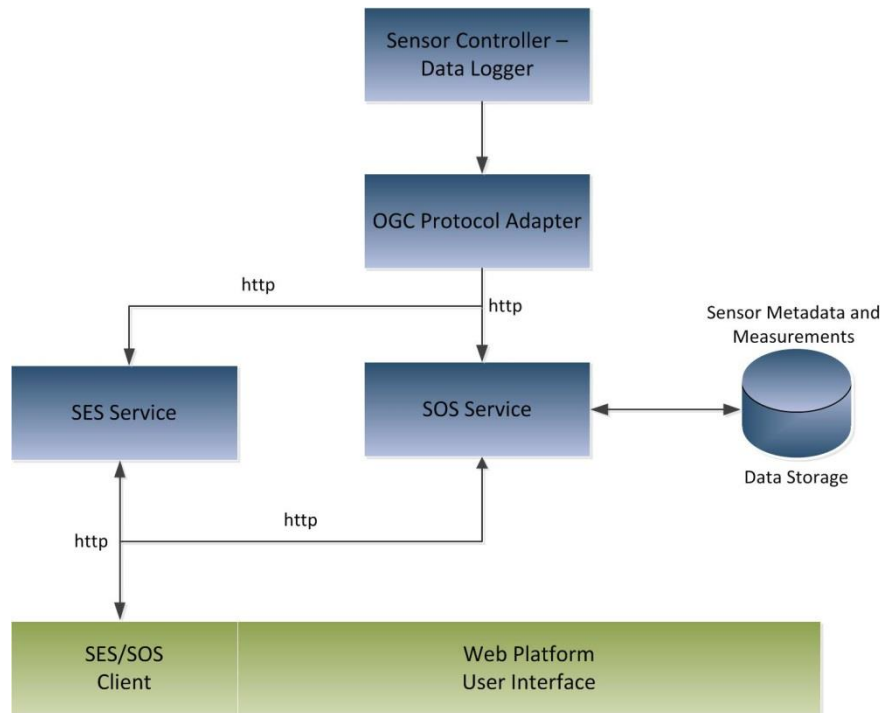 Sensor Controller –
Data Logger
OGC Protocol Adapter
http
http
Sensor Metadata and
Measurements
SES Service
SOS Service
Data Storage
http
http
SES/SOS
Client
Web Platform
User Interface